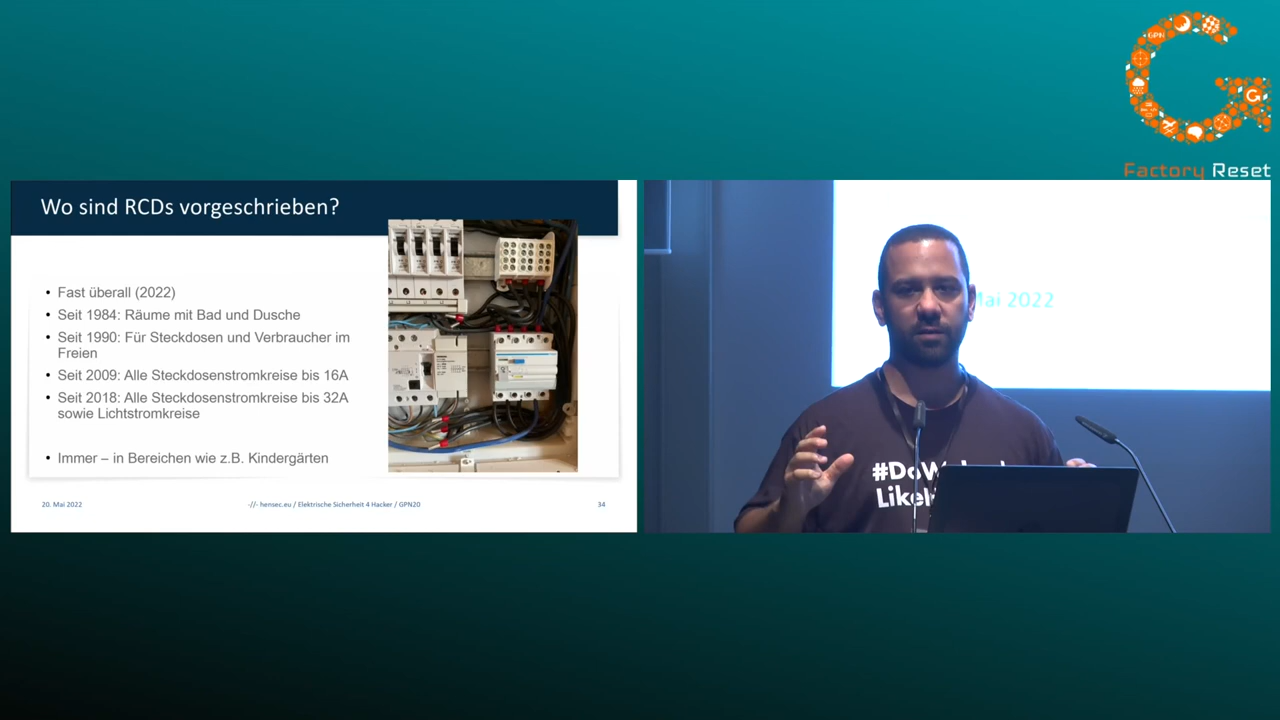 GPN
Factory Reset
Wo sind RCDs vorgeschrieben?
• Fast überall (2022)
• Seit 1984: Räume mit Bad und Dusche
• Seit 1990: Für Steckdosen und Verbraucher im
Freien
• Seit 2009: Alle Steckdosenstromkreise bis 16A
• Seit 2018: Alle Steckdosenstromkreise bis 32A
sowie Lichtstromkreise
• Immer – in Bereichen wie z.B. Kindergärten
20. Mai 2022
-//- hensec.eu / Elektrische Sicherheit 4 Hacker / GPN20
34
Mai 2022